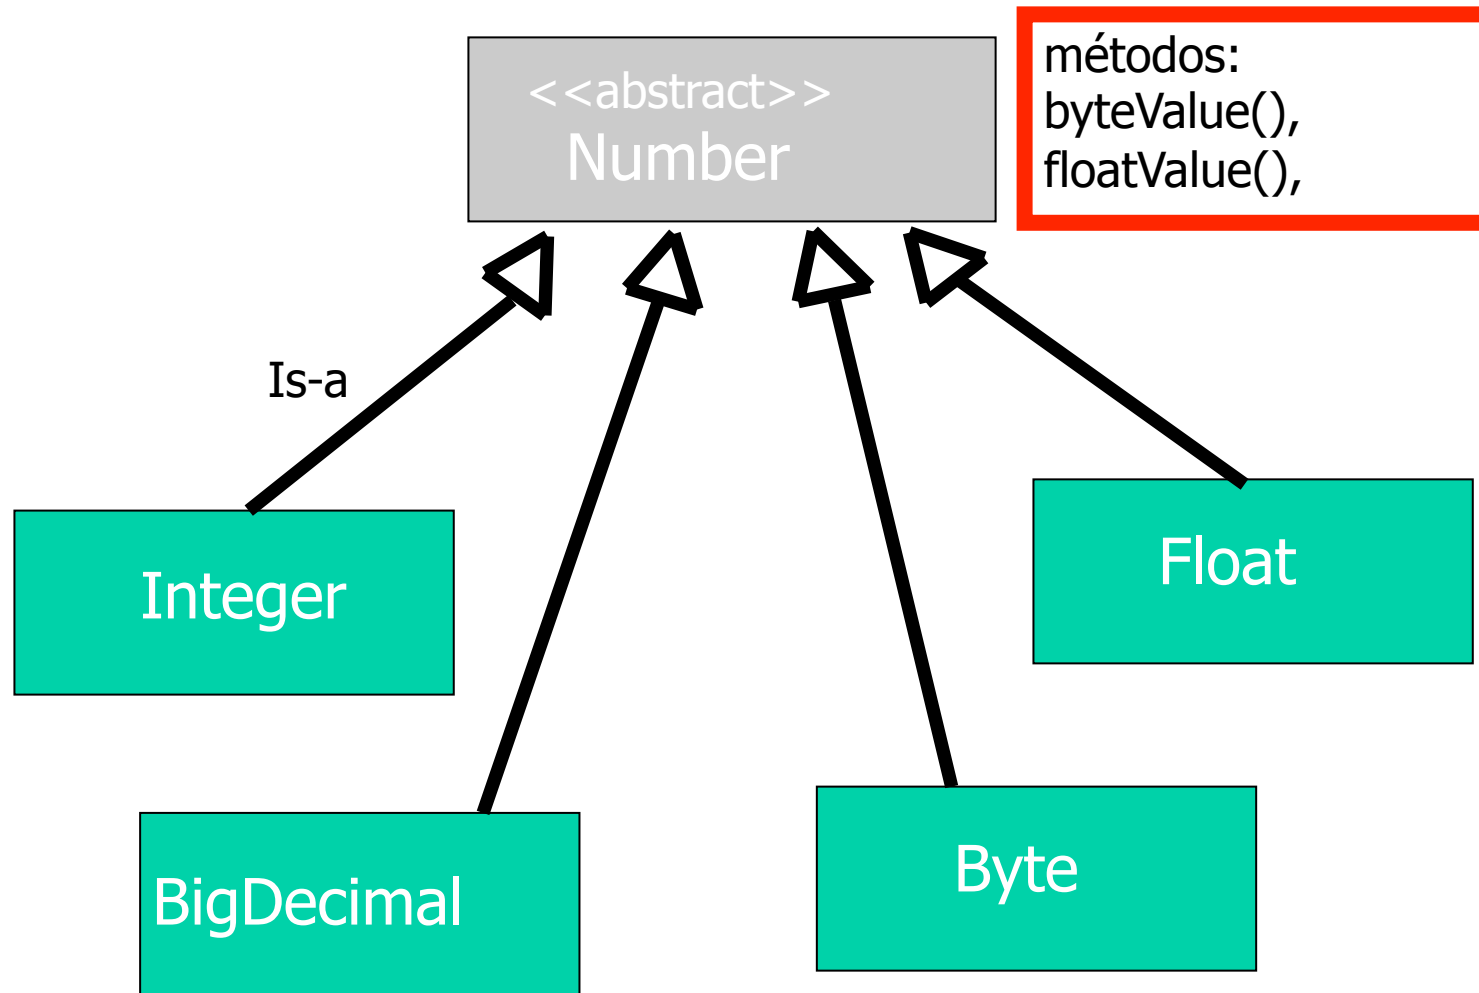 <<abstract>>
Number
métodos:
byteValue(),
floatValue(),
Is-a
Integer
Float
BigDecimal
Byte